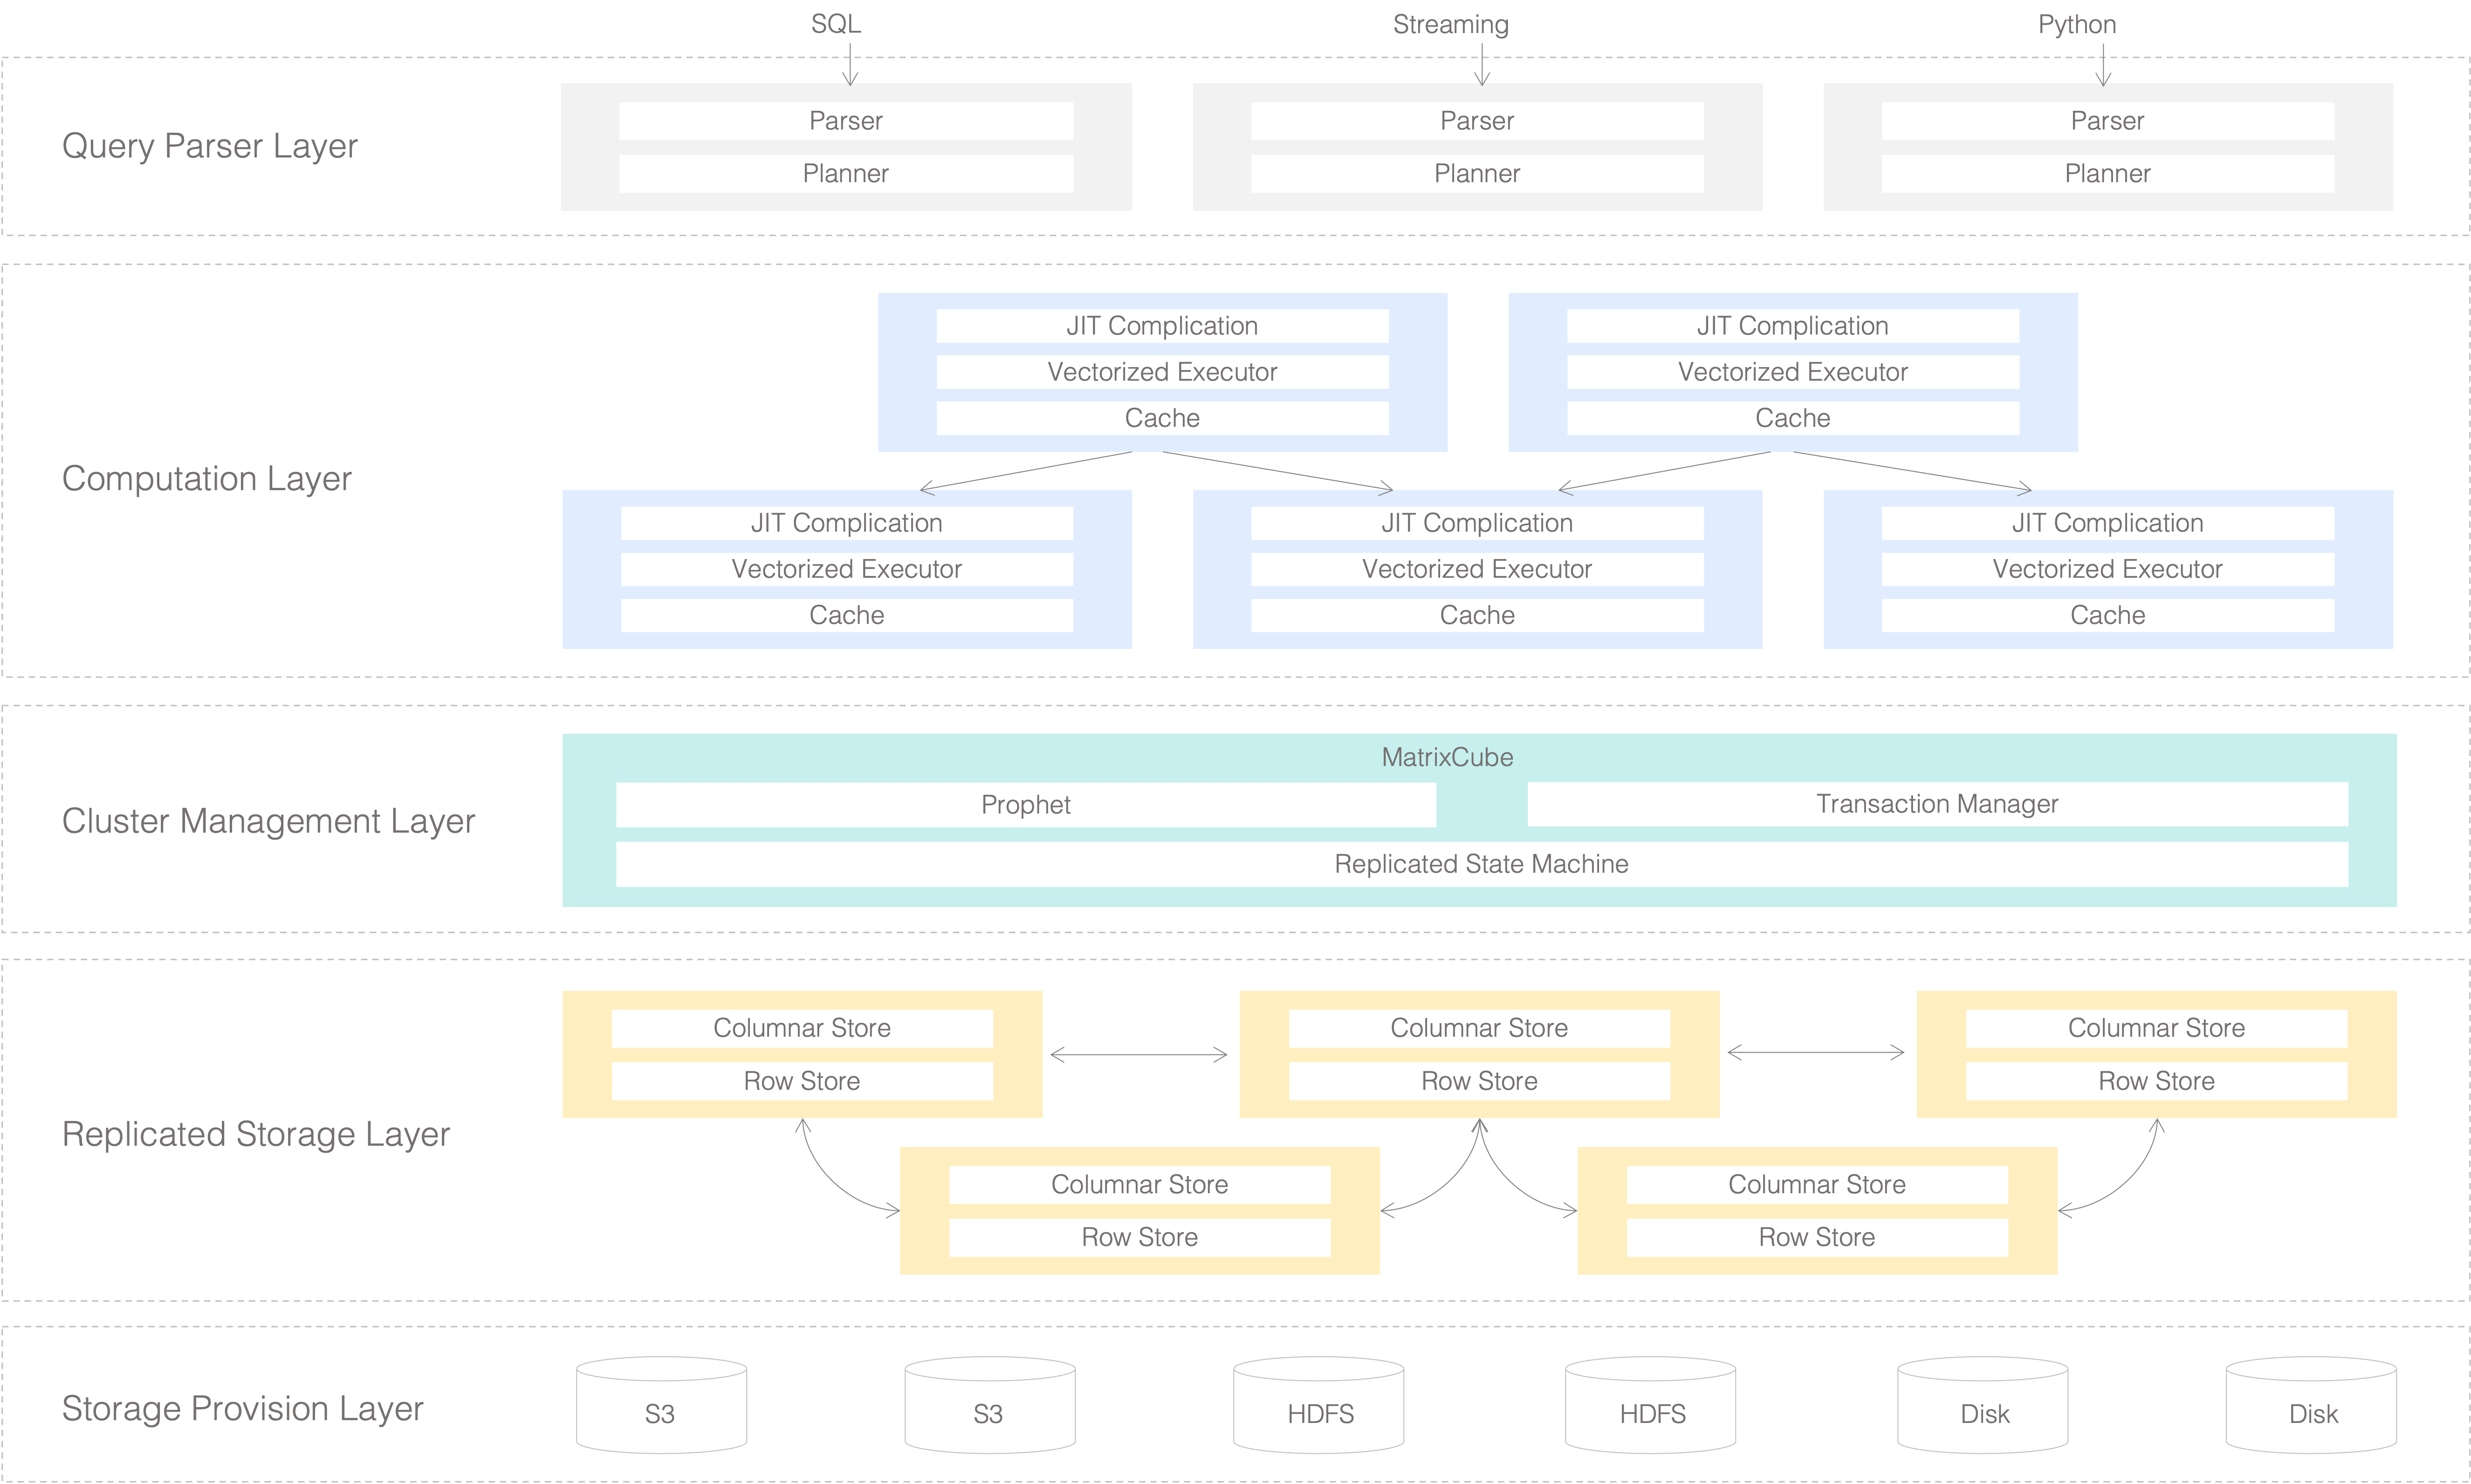 SQL
Streaming
Python
Query Parser Layer
Parser
Planner
Parser
Planner
Parser
Planner
Computation Layer
JIT Complication
Vectorized Executor
Cache
JIT Complication
Vectorized Executor
Cache
JIT Complication
Vectorized Executor
Cache
JIT Complication
Vectorized Executor
Cache
JIT Complication
Vectorized Executor
Cache
Cluster Management Layer
MatrixCube
Prophet
Transaction Manager
Replicated State Machine
Replicated Storage Layer
Columnar Store
Row Store
Columnar Store
Row Store
Columnar Store
Row Store
Columnar Store
Row Store
Columnar Store
Row Store
Storage Provision Layer
S3
S3
HDFS
HDFS
Disk
Disk